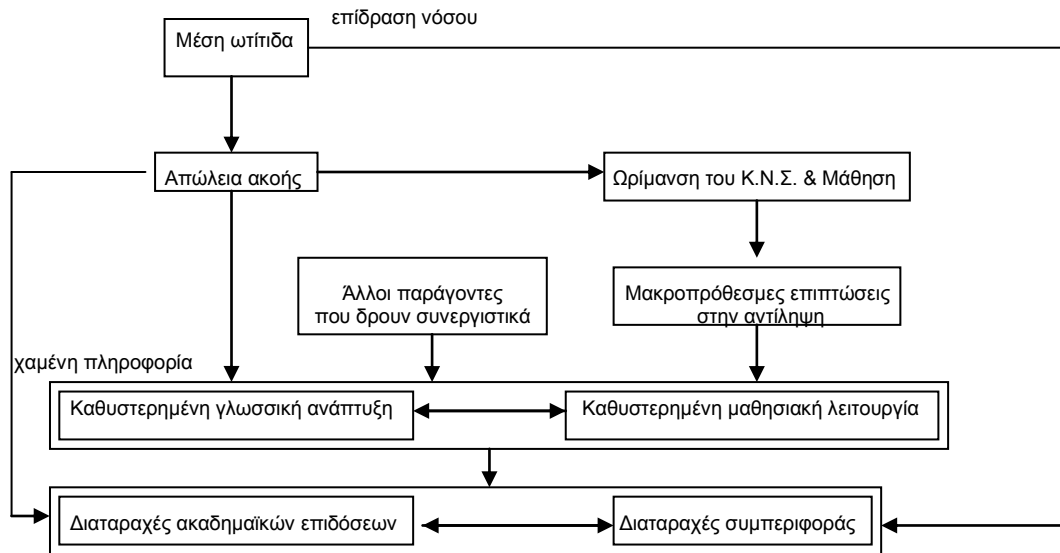 επίδραση νόσου
Μέση ωτίτιδα
Απώλεια ακοής
Ωρίμανση του Κ.Ν.Σ. & Μάθηση
Άλλοι παράγοντες
που δρουν συνεργιστικά
Μακροπρόθεσμες επιπτώσεις
στην αντίληψη
χαμένη πληροφορία
Καθυστερημένη γλωσσική ανάπτυξη
Καθυστερημένη μαθησιακή λειτουργία
Διαταραχές ακαδημαϊκών επιδόσεων
Διαταραχές συμπεριφοράς